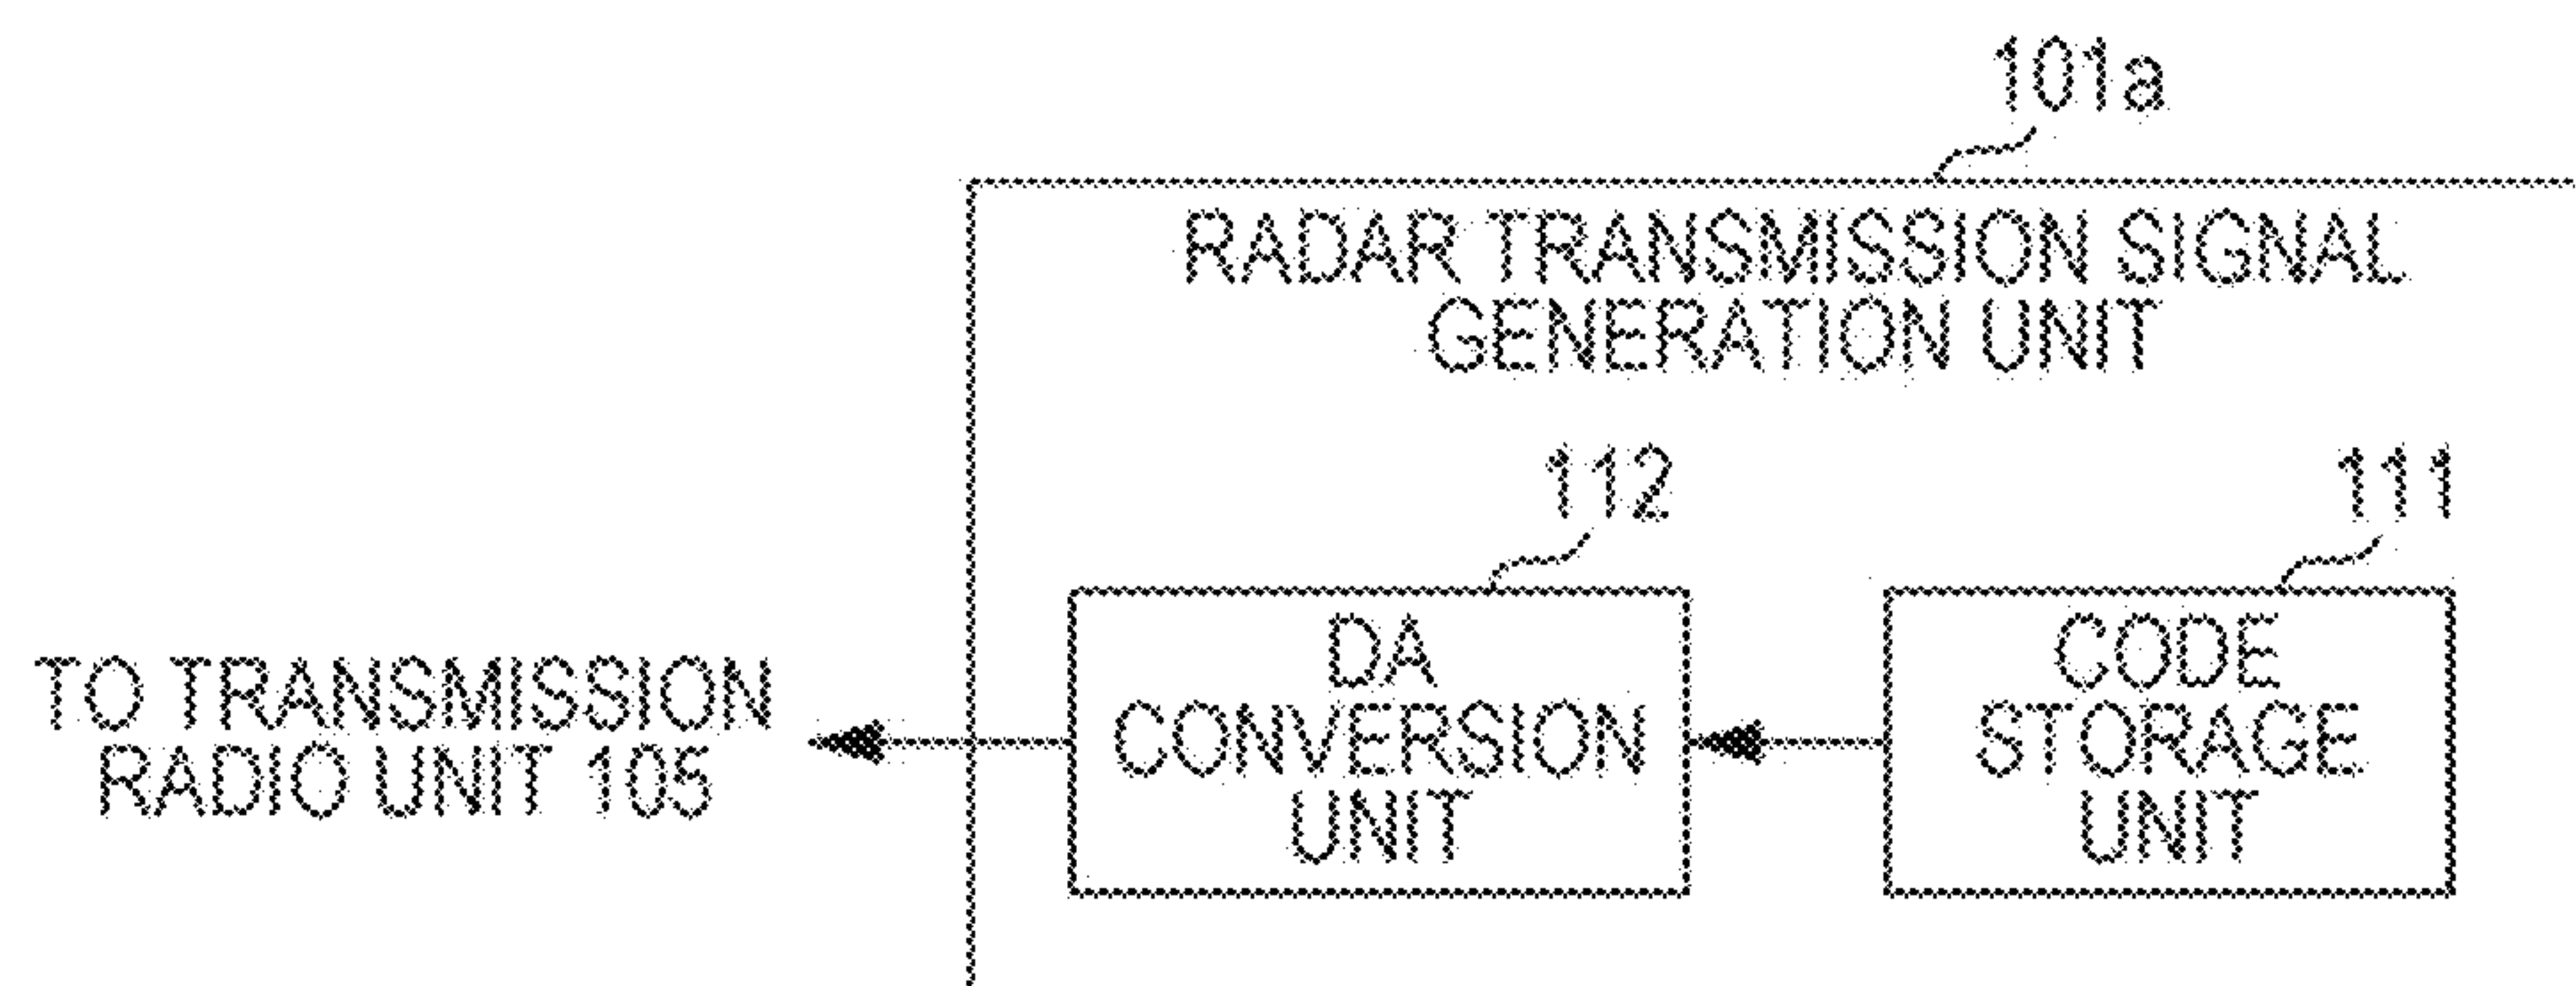 101a
RADAR TRANSMISSION SIGNAL
GENERATION UNIT
112
111
DA
CONVERSION
UNIT
CODE
STORAGE
UNIT
TO TRANSMISSION
RADIO UNIT 105